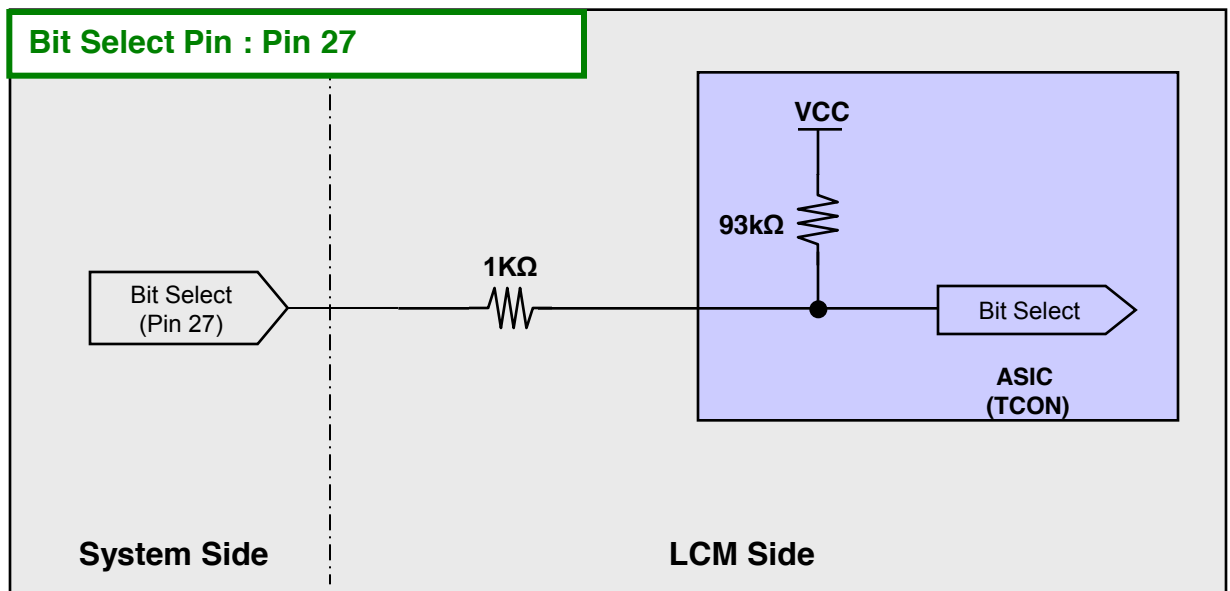 Bit Select Pin : Pin 27
VCC
93kΩ
1KΩ
Bit Select
(Pin 27)
Bit Select
ASIC
(TCON)
System Side
LCM Side